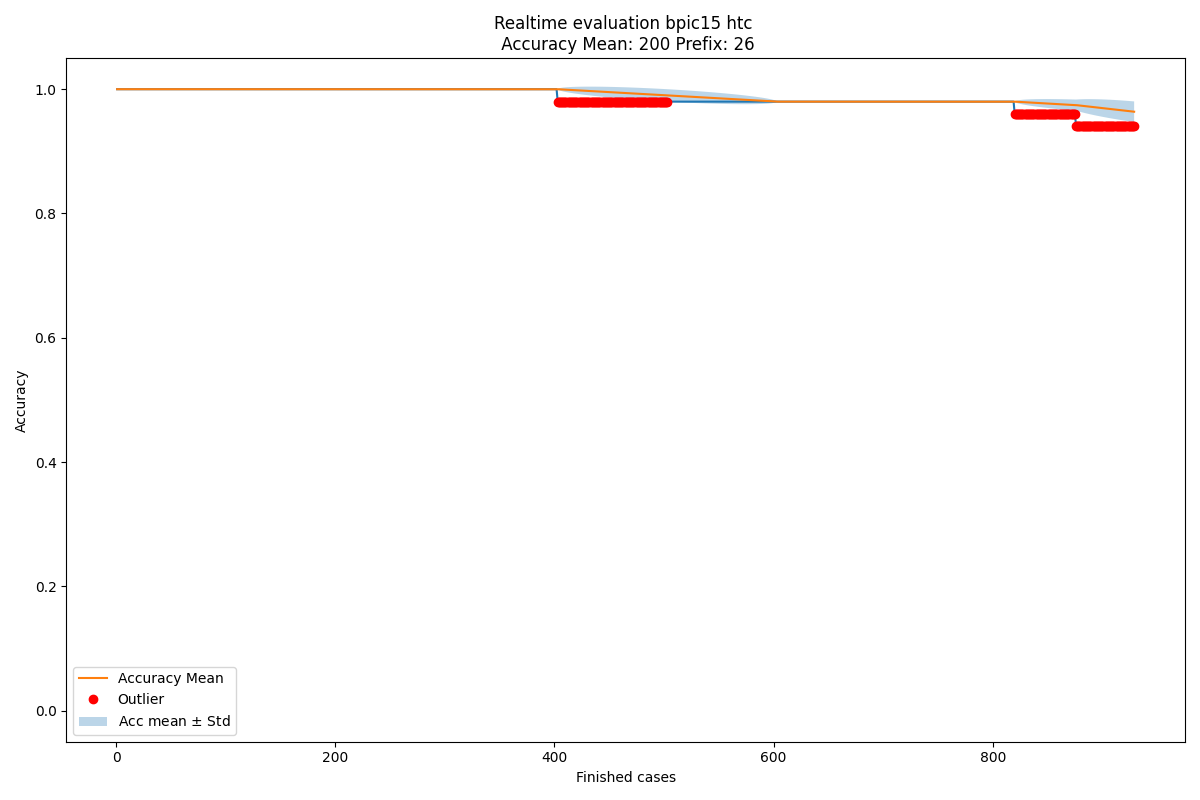 Realtime evaluation bpic15 htc
Accuracy Mean: 200 Prefix: 26
1.0
0.8
0.6
0.4
0.2
0.0
Accuracy
Accuracy Mean
Outlier
Acc mean ± Std
0 200 400 600 800
Finished cases